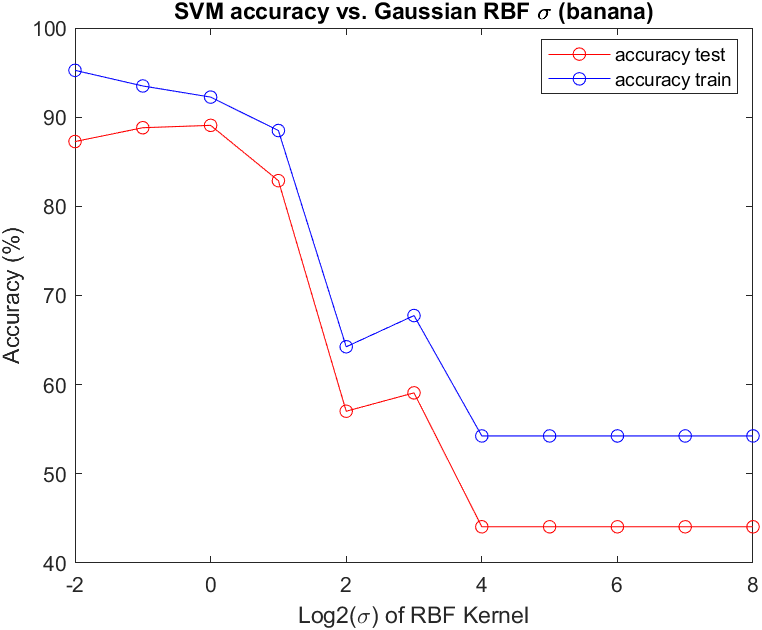 SVM accuracy vs. Gaussian RBF σ (banana)
accuracy test
accuracy train
100
90
80
70
60
50
40
Accuracy (%)
-2 0 2 4 6 8
Log2(σ) of RBF Kernel